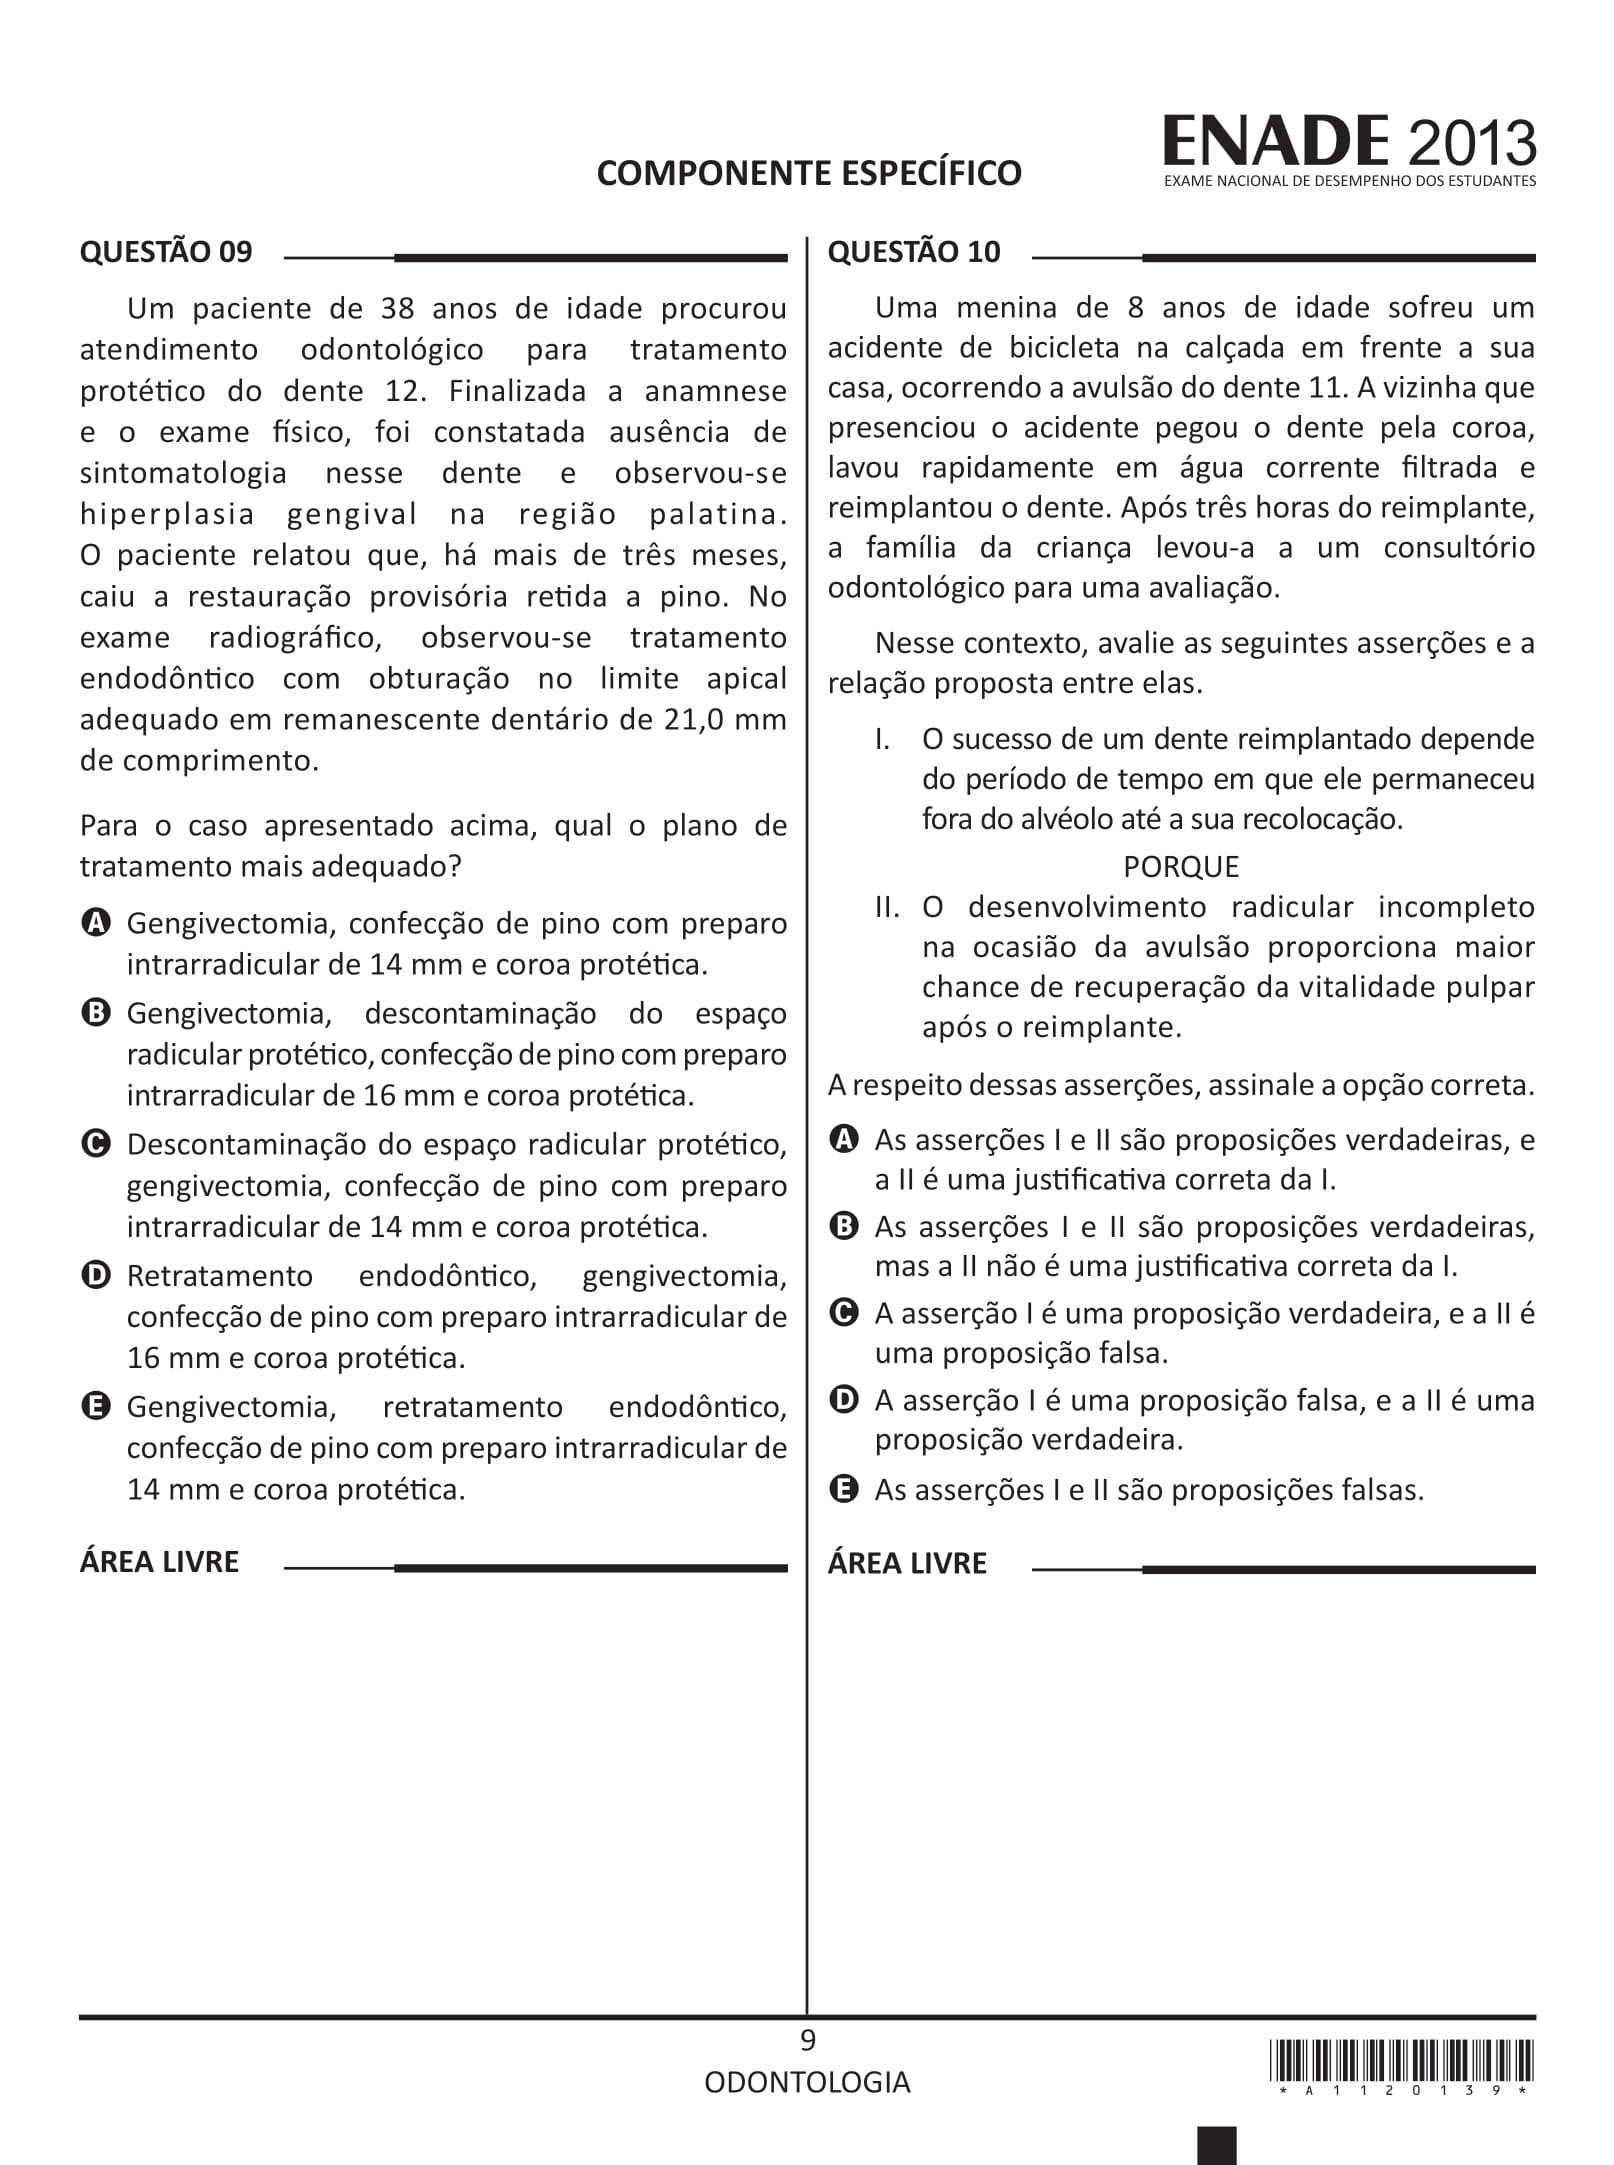 ENADE 2013
EXAME NACIONAL DE DESEMPENHO DOS ESTUDANTES
COMPONENTE ESPECÍFICO
QUESTÃO 09
Um paciente de 38 anos de idade procurou
atendimento odontológico para tratamento
protético do dente 12. Finalizada a anamnese
e o exame físico, foi constatada ausência de
sintomatologia nesse dente e observou-se
hiperplasia gengival na região palatina.
O paciente relatou que, há mais de três meses,
caiu a restauração provisória retida a pino. No
exame radiográfico, observou-se tratamento
endodôntico com obturação no limite apical
adequado em remanescente dentário de 21,0 mm
de comprimento.
Para o caso apresentado acima, qual o plano de
tratamento mais adequado?
A Gengivectomia, confecção de pino com preparo
intrarradicular de 14 mm e coroa protética.
B Gengivectomia, descontaminação do espaço
radicular protético, confecção de pino com preparo
intrarradicular de 16 mm e coroa protética.
C Descontaminação do espaço radicular protético,
gengivectomia, confecção de pino com preparo
intrarradicular de 14 mm e coroa protética.
D Retratamento endodôntico, gengivectomia,
confecção de pino com preparo intrarradicular de
16 mm e coroa protética.
E Gengivectomia, retratamento endodôntico,
confecção de pino com preparo intrarradicular de
14 mm e coroa protética.
ÁREA LIVRE
QUESTÃO 10
Uma menina de 8 anos de idade sofreu um
acidente de bicicleta na calçada em frente a sua
casa, ocorrendo a avulsão do dente 11. A vizinha que
presenciou o acidente pegou o dente pela coroa,
lavou rapidamente em água corrente filtrada e
reimplantou o dente. Após três horas do reimplante,
a família da criança levou-a a um consultório
odontológico para uma avaliação.
Nesse contexto, avalie as seguintes asserções e a
relação proposta entre elas.
I. O sucesso de um dente reimplantado depende
do período de tempo em que ele permaneceu
fora do alvéolo até a sua recolocação.
PORQUE
II. O desenvolvimento radicular incompleto
na ocasião da avulsão proporciona maior
chance de recuperação da vitalidade pulpar
após o reimplante.
A respeito dessas asserções, assinale a opção correta.
A As asserções I e II são proposições verdadeiras, e
a II é uma justificativa correta da I.
B As asserções I e II são proposições verdadeiras,
mas a II não é uma justificativa correta da I.
C A asserção I é uma proposição verdadeira, e a II é
uma proposição falsa.
D A asserção I é uma proposição falsa, e a II é uma
proposição verdadeira.
E As asserções I e II são proposições falsas.
ÁREA LIVRE
9
ODONTOLOGIA
* A 1 1 2 0 1 3 9 *